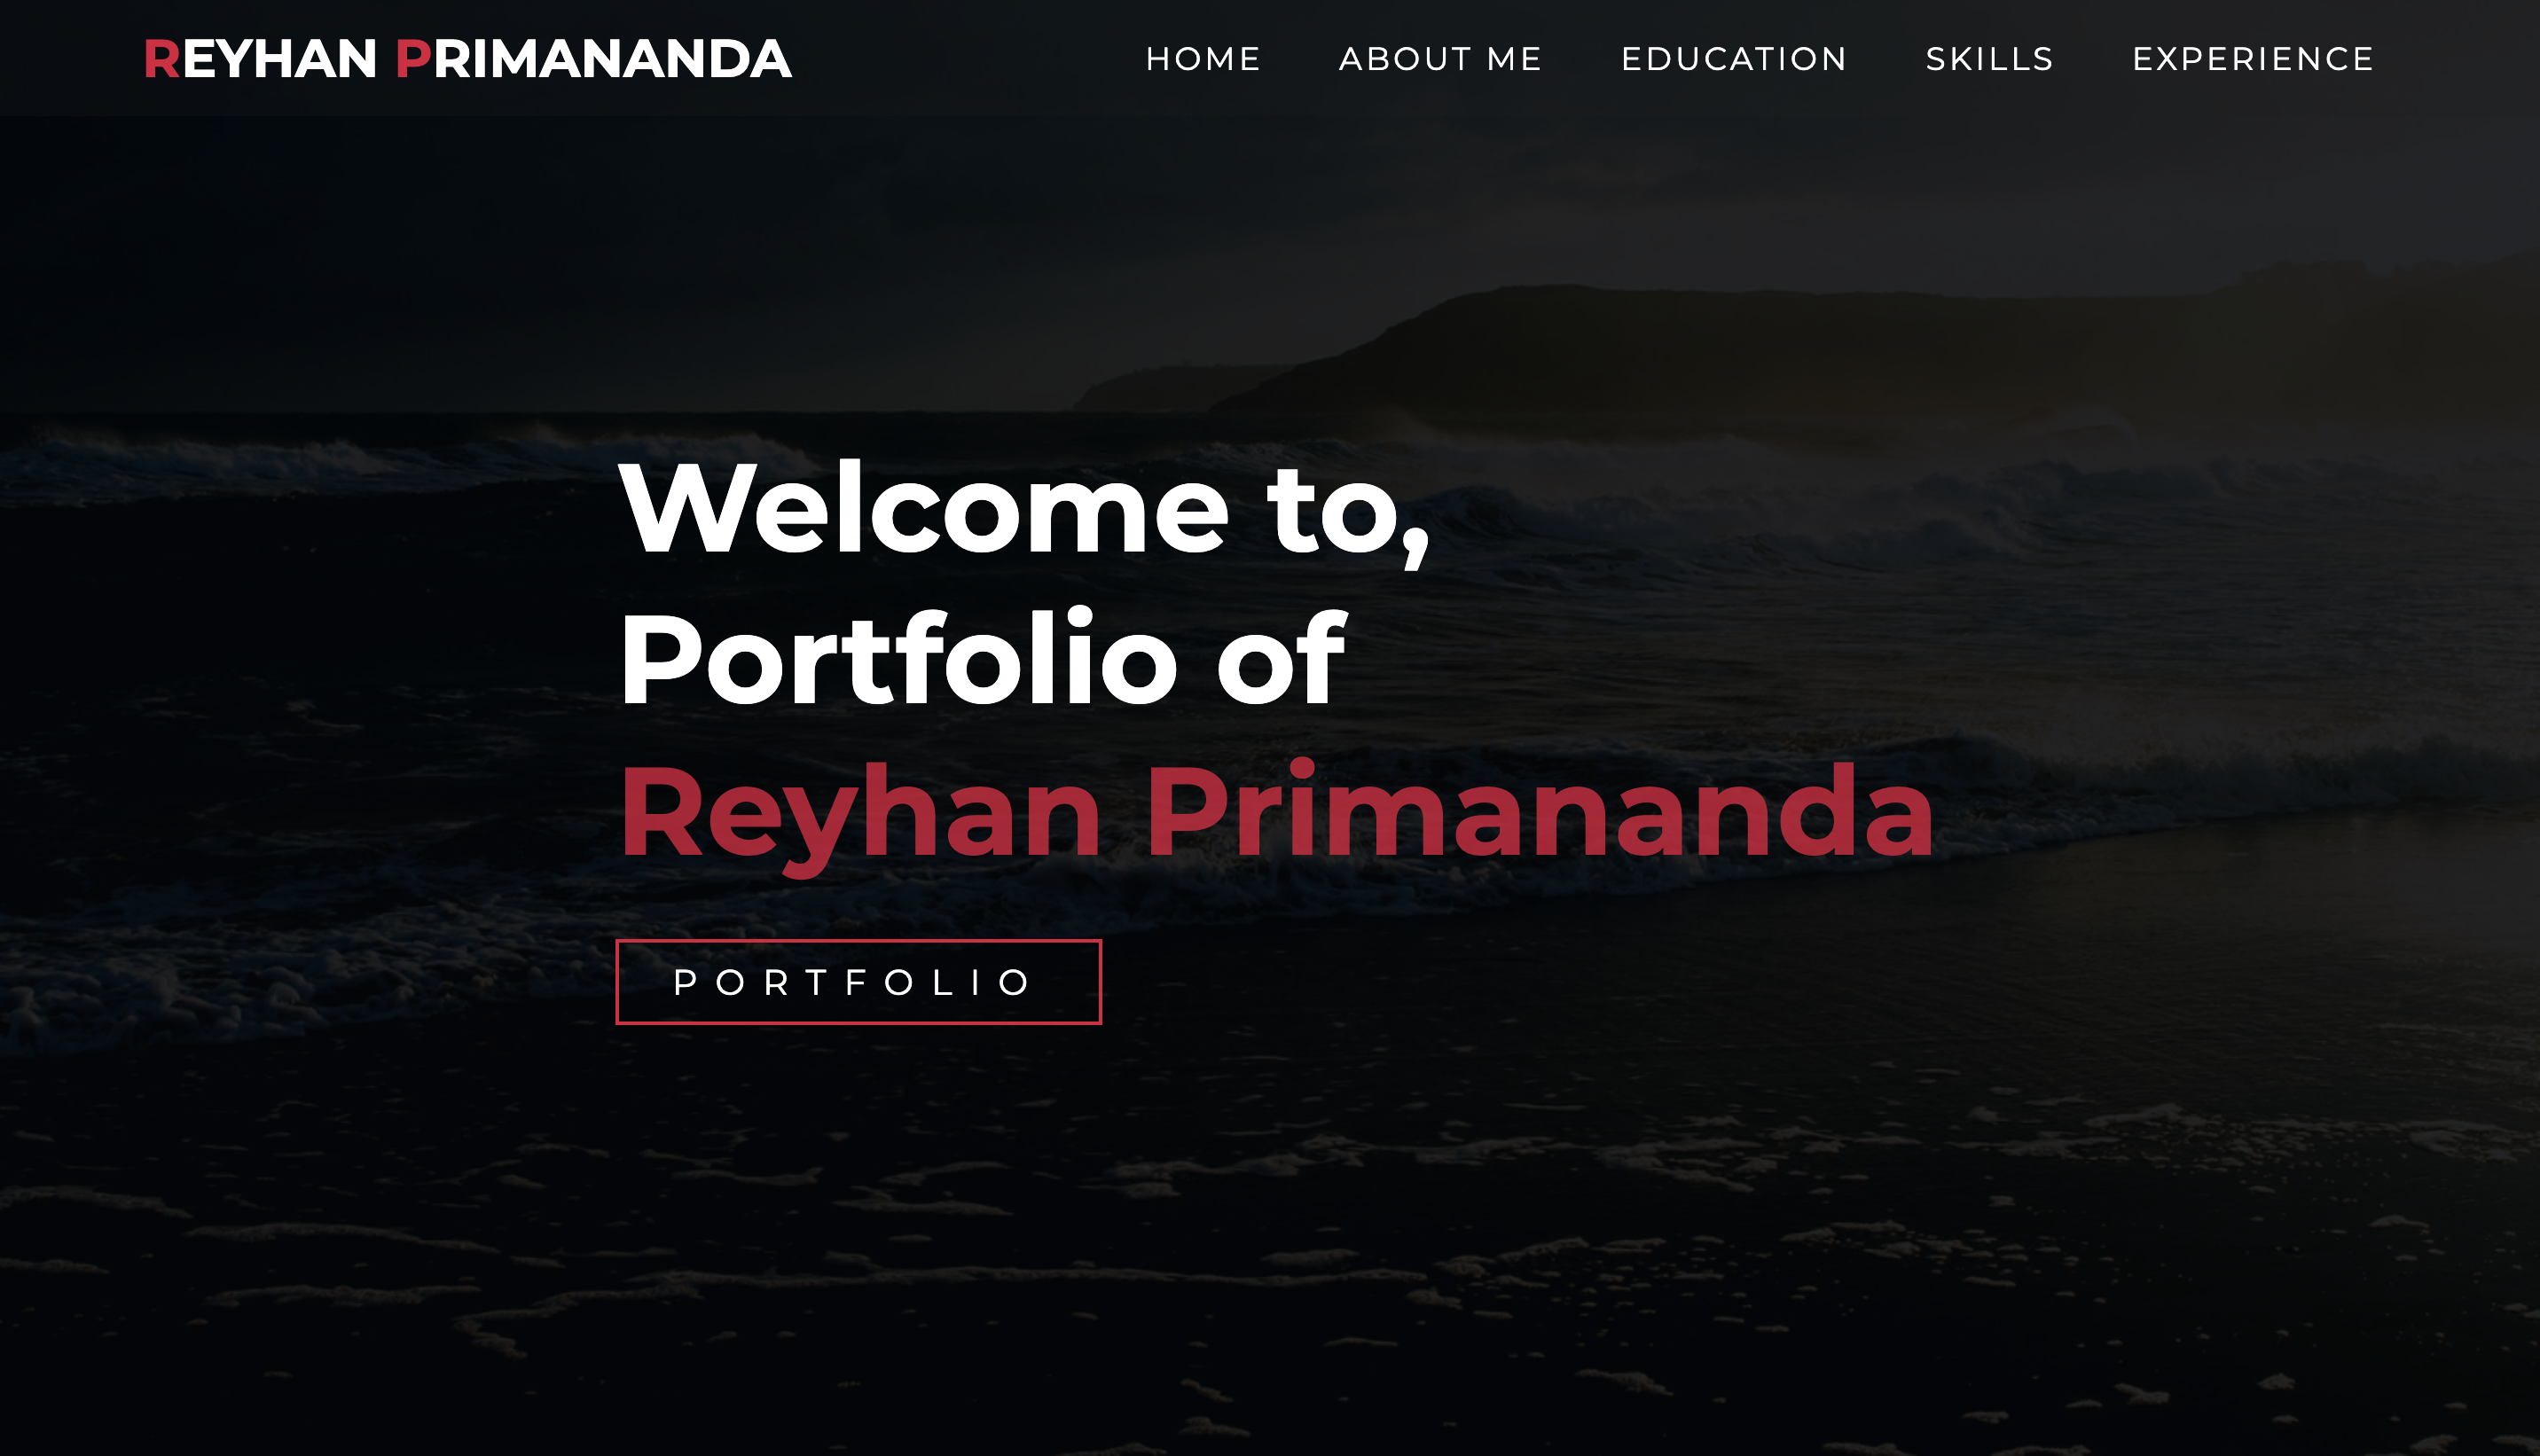 REYHAN PRIMANANDA
HOME ABOUT ME EDUCATION SKILLS EXPERIENCE
Welcome to,
Portfolio of
Reyhan Primananda
PORTFOLIO